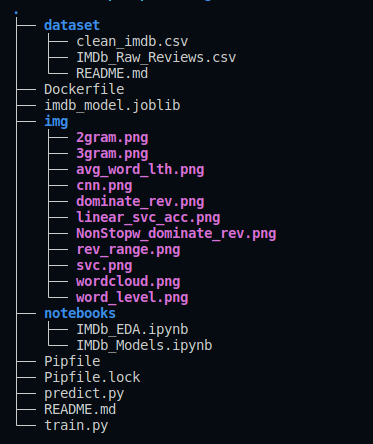 .
├── dataset
│   ├── clean_imdb.csv
│   ├── IMDb_Raw_Reviews.csv
│   └── README.md
├── Dockerfile
├── imdb_model.joblib
├── img
│   ├── 2gram.png
│   ├── 3gram.png
│   ├── avg_word_lth.png
│   ├── cnn.png
│   ├── dominate_rev.png
│   ├── linear_svc_acc.png
│   ├── NonStopw_dominate_rev.png
│   ├── rev_range.png
│   ├── svc.png
│   ├── wordcloud.png
│   └── word_level.png
├── notebooks
│   ├── IMDb_EDA.ipynb
│   └── IMDb_Models.ipynb
├── Pipfile
├── Pipfile.lock
├── predict.py
├── README.md
└── train.py